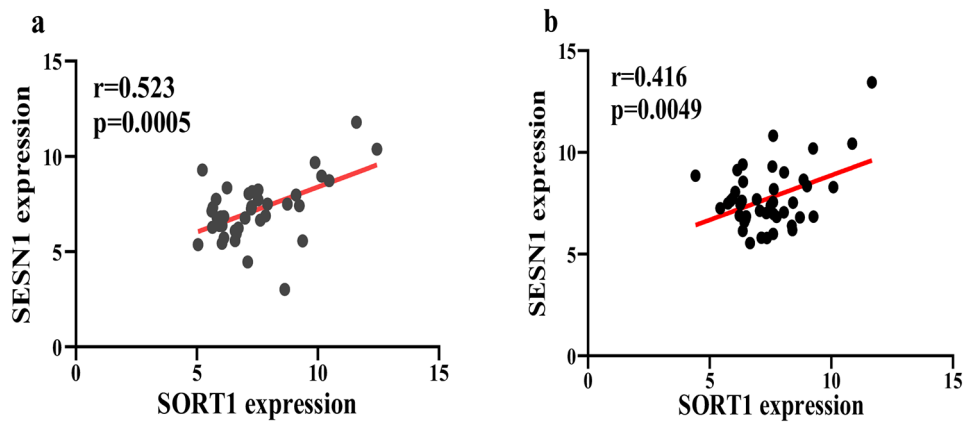 a
r=0.523
p=0.0005
SESN1 expression
15
10
5
0
0 5 10 15
SORT1 expression
b
r=0.416
p=0.0049
SESN1 expression
15
10
5
0
0 5 10 15
SORT1 expression